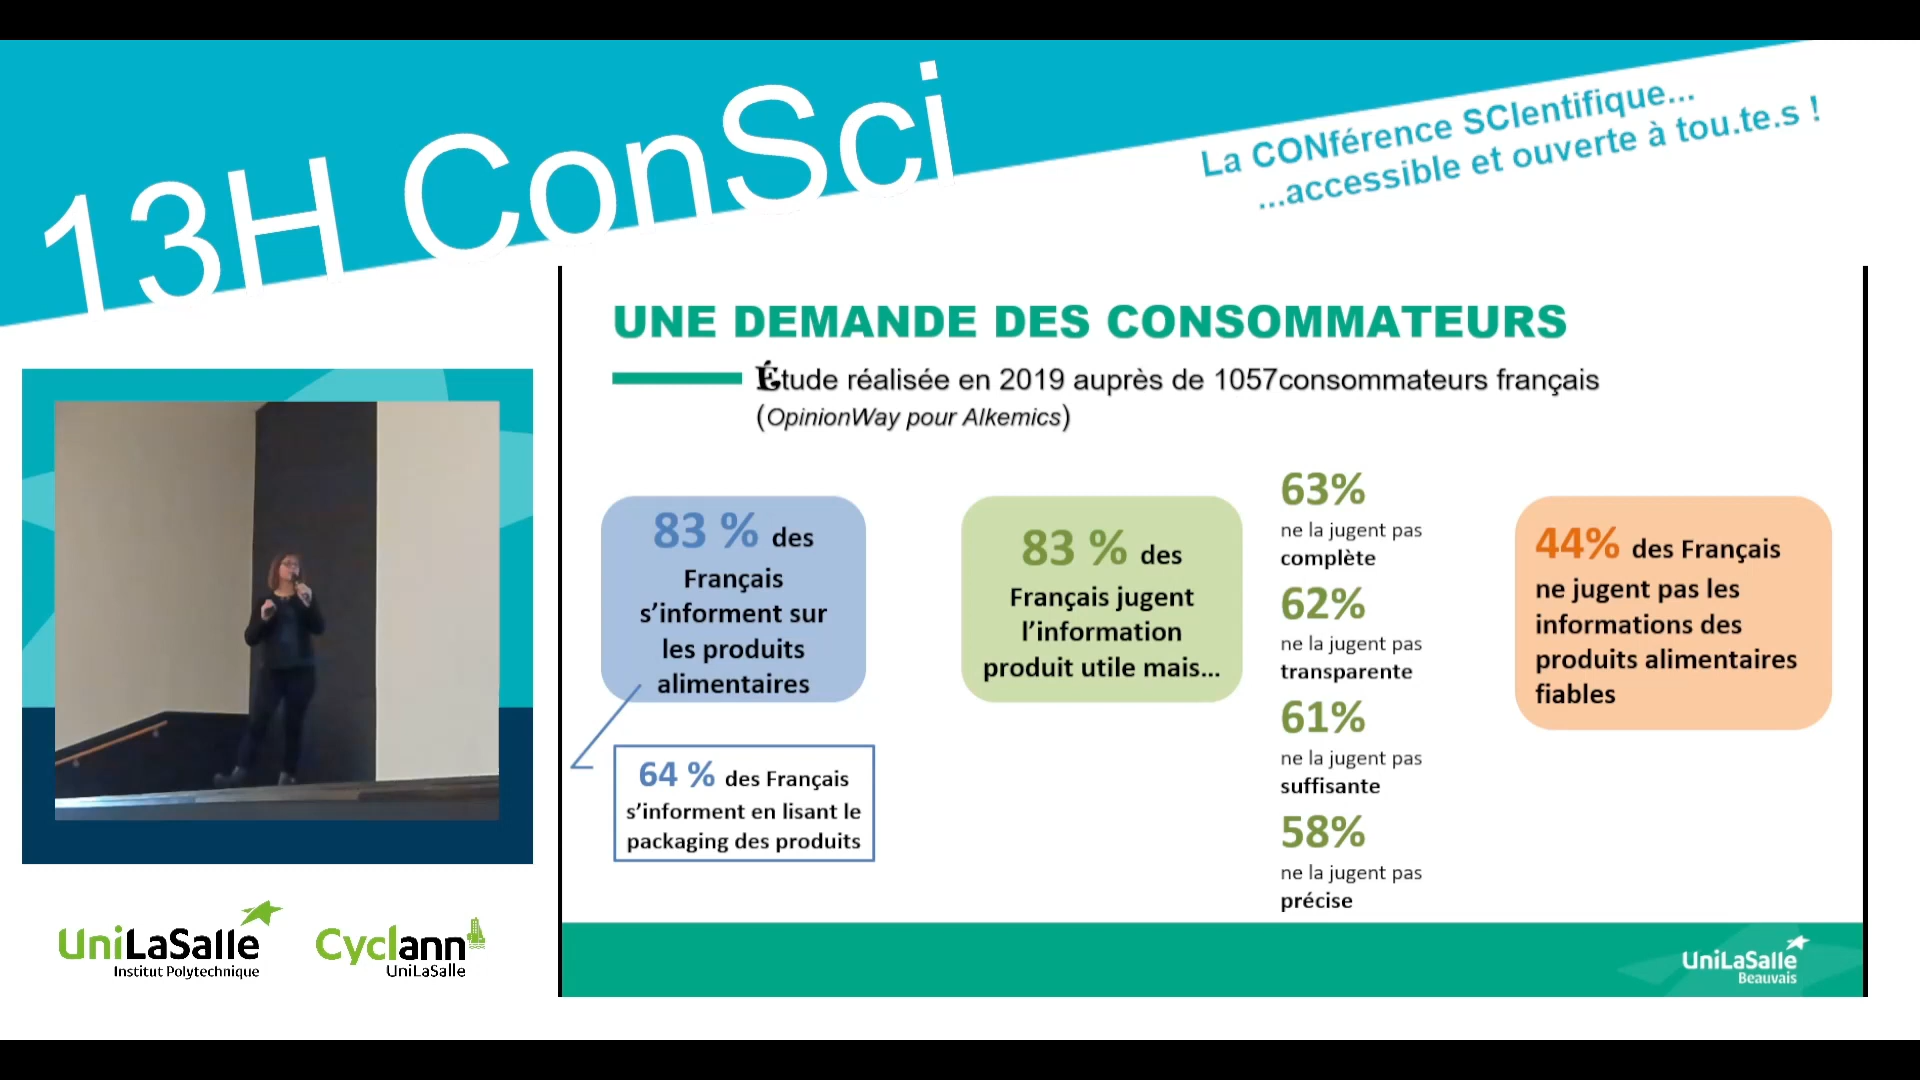 13H ConSci
La CONférence SCIentifique...
...accessible et ouverte à tou.te.s !
UNE DEMANDE DES CONSOMMATEURS
Étude réalisée en 2019 auprès de 1057consommateurs français
(OpinionWay pour Alkemics)
83 % des
Français
s’informent sur
les produits
alimentaires
64 % des Français
s’informent en lisant le
packaging des produits
83 % des
Français jugent
l’information
produit utile mais...
63%
ne la jugent pas
complète
62%
ne la jugent pas
transparente
61%
ne la jugent pas
suffisante
58%
ne la jugent pas
précise
44% des Français
ne jugent pas les
informations des
produits alimentaires
fiables
UniLaSalle
Institut Polytechnique
Cyclann
UniLaSalle
UniLaSalle
Beauvais